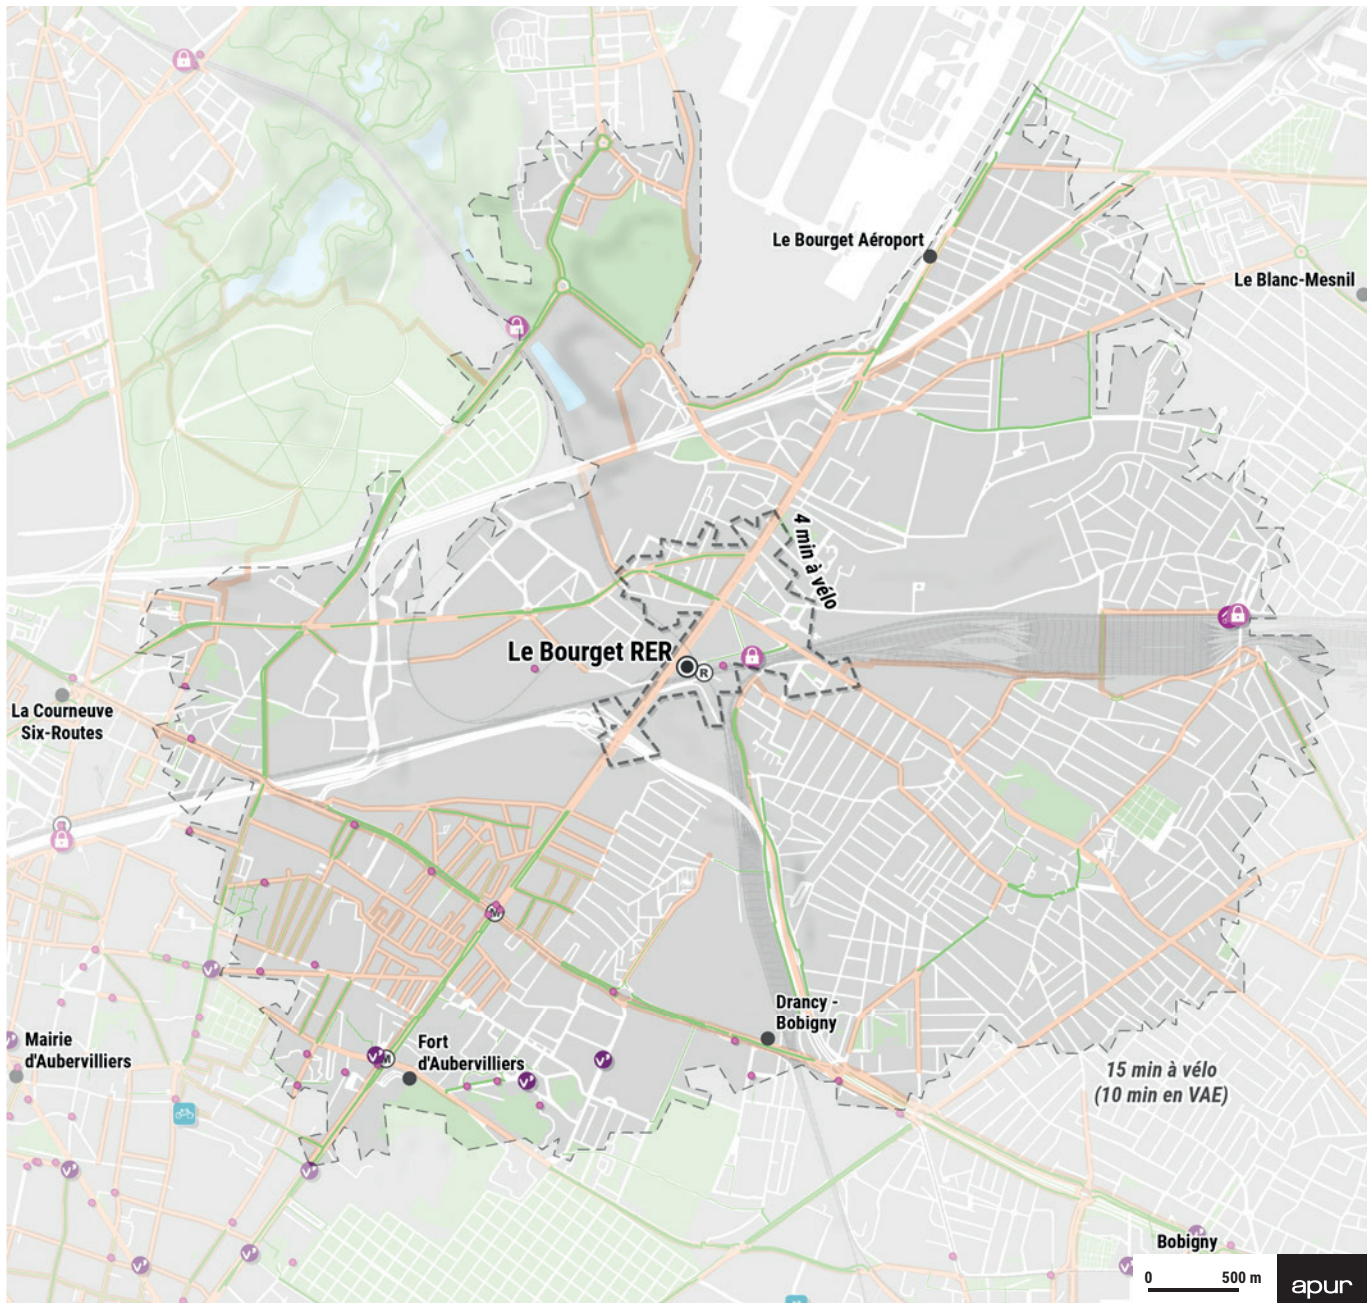 Le Bourget Aéroport
Le Blanc-Mesnil
4 min à vélo
Le Bourget RER
R
La Courneuve
Six-Routes
M
Drancy -
Bobigny
Fort
d'Aubervilliers
M
Mairie
d'Aubervilliers
15 min à vélo
(10 min en VAE)
Bobigny
0 500 m
apur